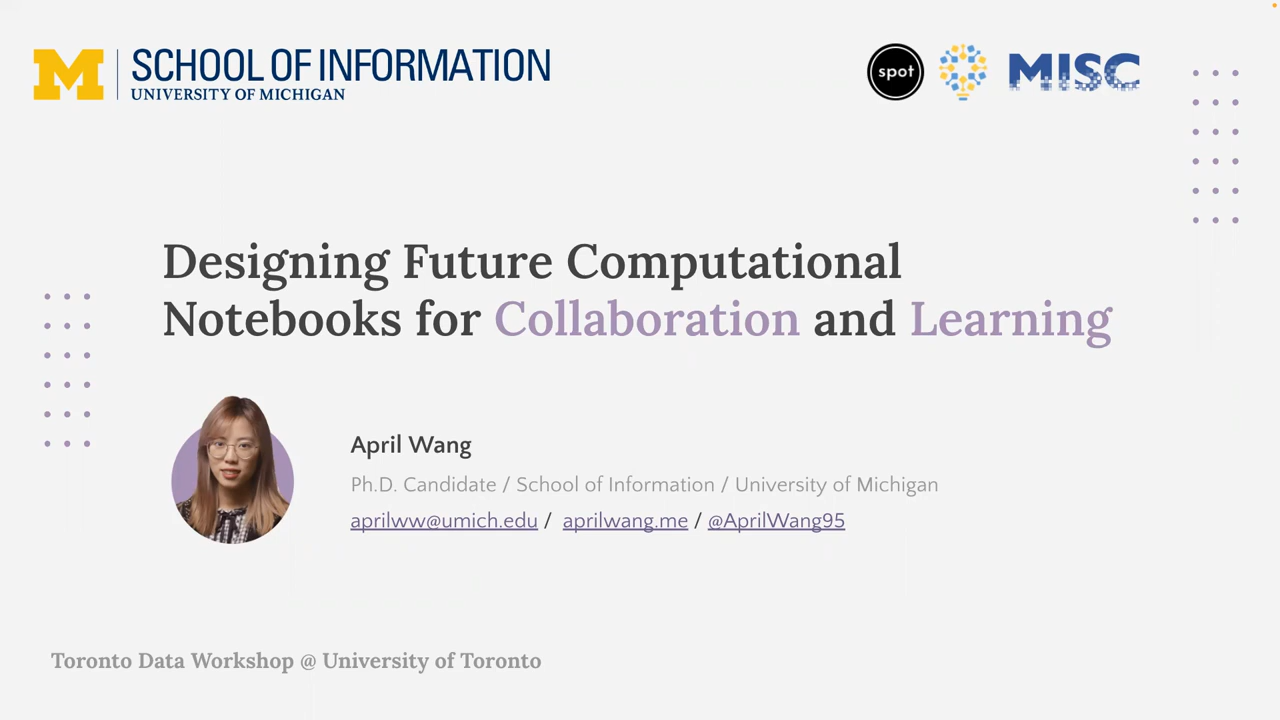 M SCHOOL OF INFORMATION
UNIVERSITY OF MICHIGAN
spot
MISC
Designing Future Computational
Notebooks for Collaboration and Learning
April Wang
Ph.D. Candidate / School of Information / University of Michigan
aprilww@umich.edu / aprilwang.me / @AprilWang95
Toronto Data Workshop @ University of Toronto